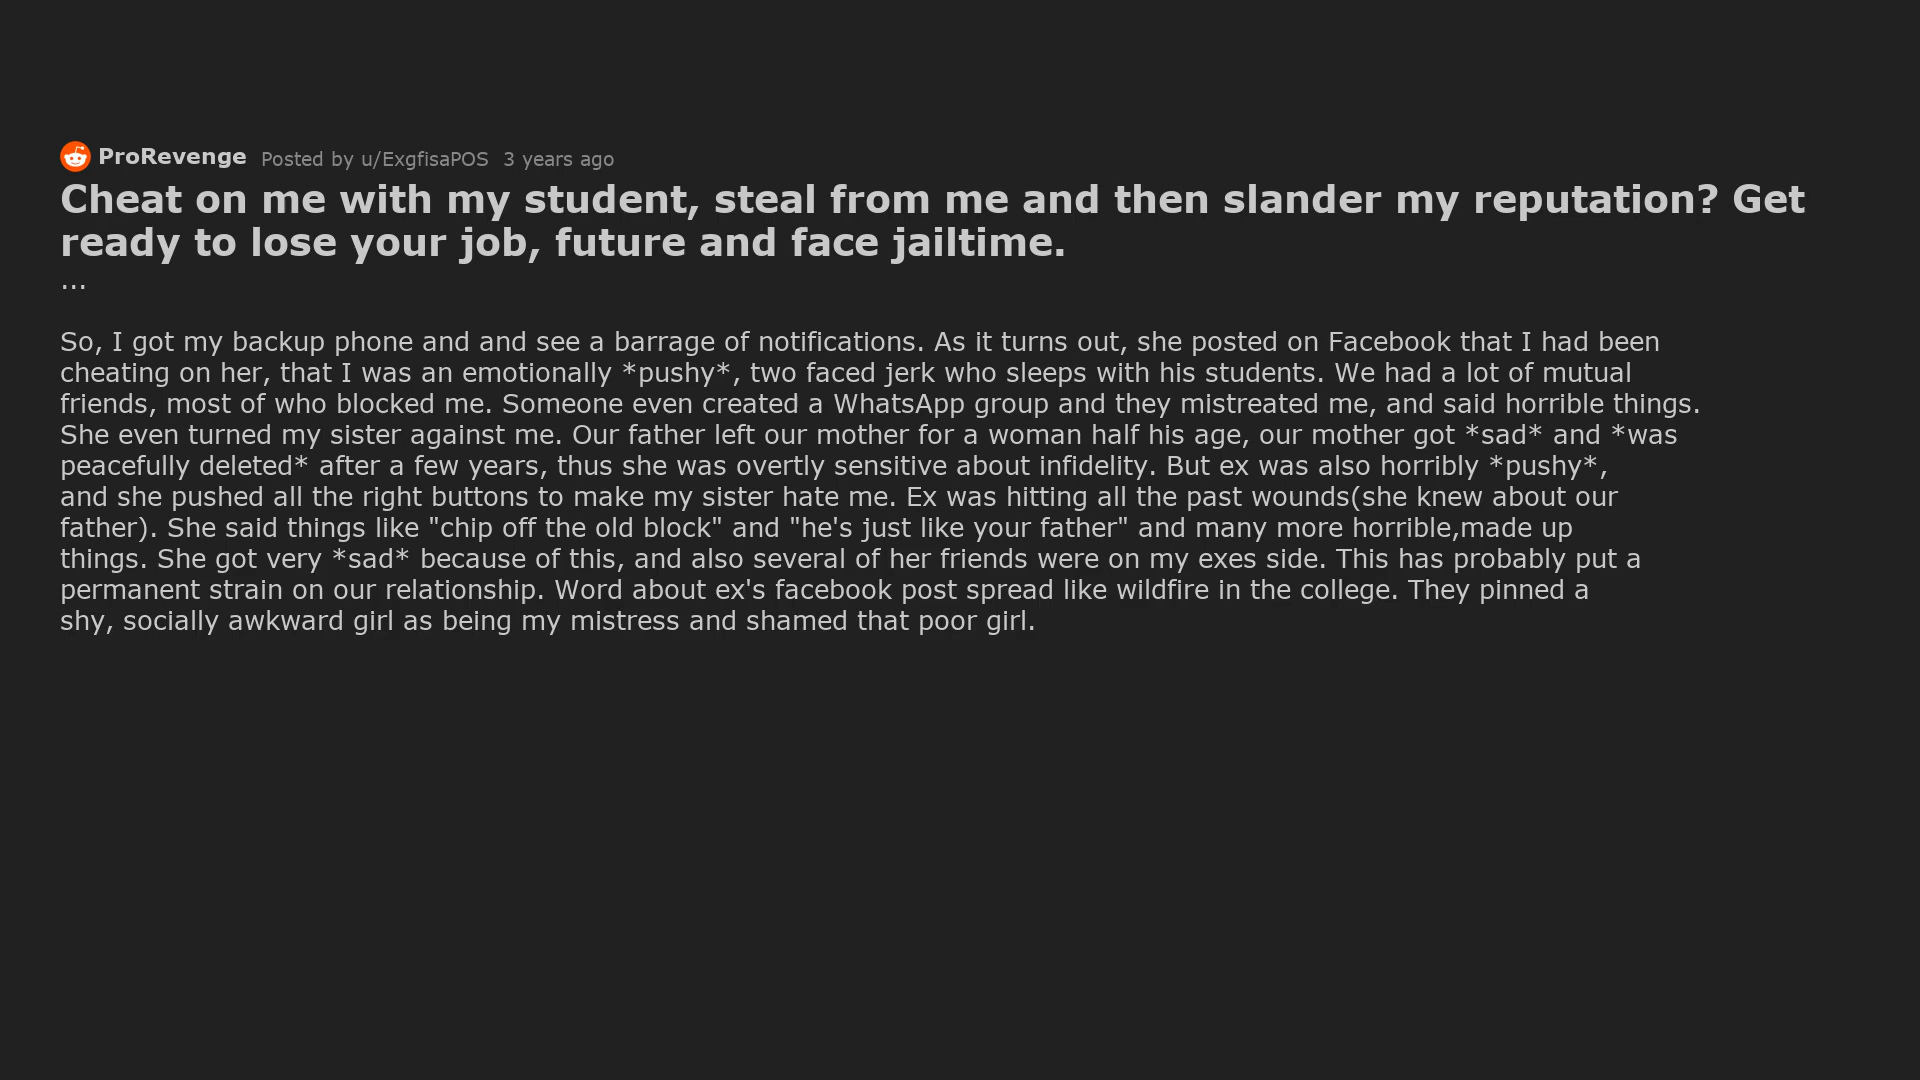 ProRevenge Posted by u/ExgfisaPOS 3 years ago
Cheat on me with my student, steal from me and then slander my reputation? Get
ready to lose your job, future and face jailtime.
...
So, I got my backup phone and and see a barrage of notifications. As it turns out, she posted on Facebook that I had been
cheating on her, that I was an emotionally *pushy*, two faced jerk who sleeps with his students. We had a lot of mutual
friends, most of who blocked me. Someone even created a WhatsApp group and they mistreated me, and said horrible things.
She even turned my sister against me. Our father left our mother for a woman half his age, our mother got *sad* and *was
peacefully deleted* after a few years, thus she was overtly sensitive about infidelity. But ex was also horribly *pushy*,
and she pushed all the right buttons to make my sister hate me. Ex was hitting all the past wounds(she knew about our
father). She said things like "chip off the old block" and "he's just like your father" and many more horrible,made up
things. She got very *sad* because of this, and also several of her friends were on my exes side. This has probably put a
permanent strain on our relationship. Word about ex's facebook post spread like wildfire in the college. They pinned a
shy, socially awkward girl as being my mistress and shamed that poor girl.